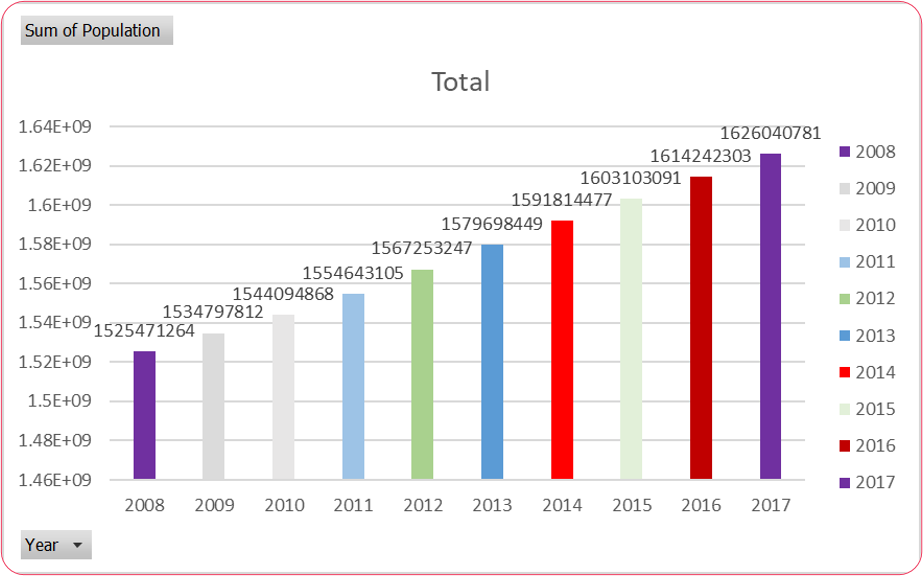 Sum of Population
Total
1.64E+09
1.62E+09
1.6E+09
1.58E+09
1.56E+09
1.54E+09
1.52E+09
1.5E+09
1.48E+09
1.46E+09
1525471264
1534797812
1544094868
1554643105
1567253247
1579698449
1591814477
1603103091
1614242303
1626040781
2008 2009 2010 2011 2012 2013 2014 2015 2016 2017
2008
2009
2010
2011
2012
2013
2014
2015
2016
2017
Year